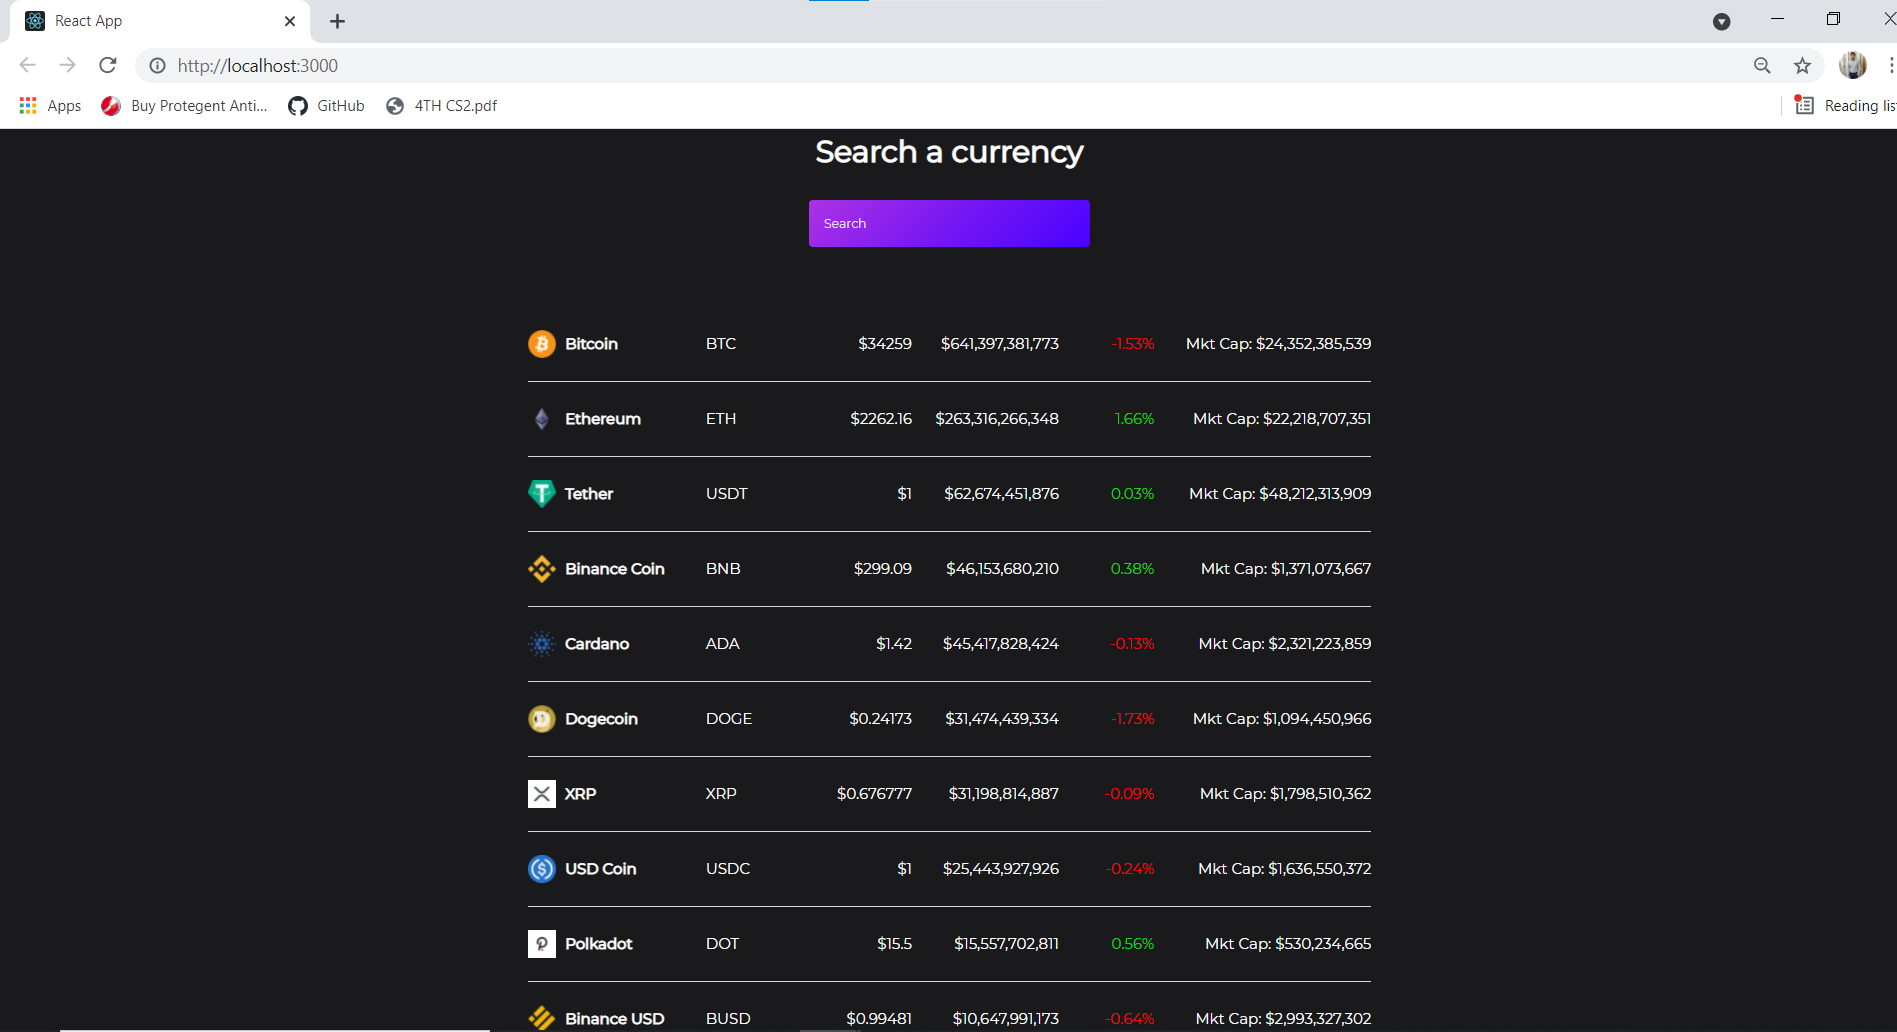 React App
http://localhost:3000
Apps Buy Protegent Anti... GitHub 4TH CS2.pdf Reading lis
Search a currency
Search
Bitcoin BTC $34259 $641,397,381,773 -1.53% Mkt Cap: $24,352,385,539
Ethereum ETH $2262.16 $263,316,266,348 1.66% Mkt Cap: $22,218,707,351
Tether USDT $1 $62,674,451,876 0.03% Mkt Cap: $48,212,313,909
Binance Coin BNB $299.09 $46,153,680,210 0.38% Mkt Cap: $1,371,073,667
Cardano ADA $1.42 $45,417,828,424 -0.13% Mkt Cap: $2,321,223,859
Dogecoin DOGE $0.24173 $31,474,439,334 -1.73% Mkt Cap: $1,094,450,966
XRP XRP $0.676777 $31,198,814,887 -0.09% Mkt Cap: $1,798,510,362
USD Coin USDC $1 $25,443,927,926 -0.24% Mkt Cap: $1,636,550,372
Polkadot DOT $15.5 $15,557,702,811 0.56% Mkt Cap: $530,234,665
Binance USD BUSD $0.99481 $10,647,991,173 -0.64% Mkt Cap: $2,993,327,302